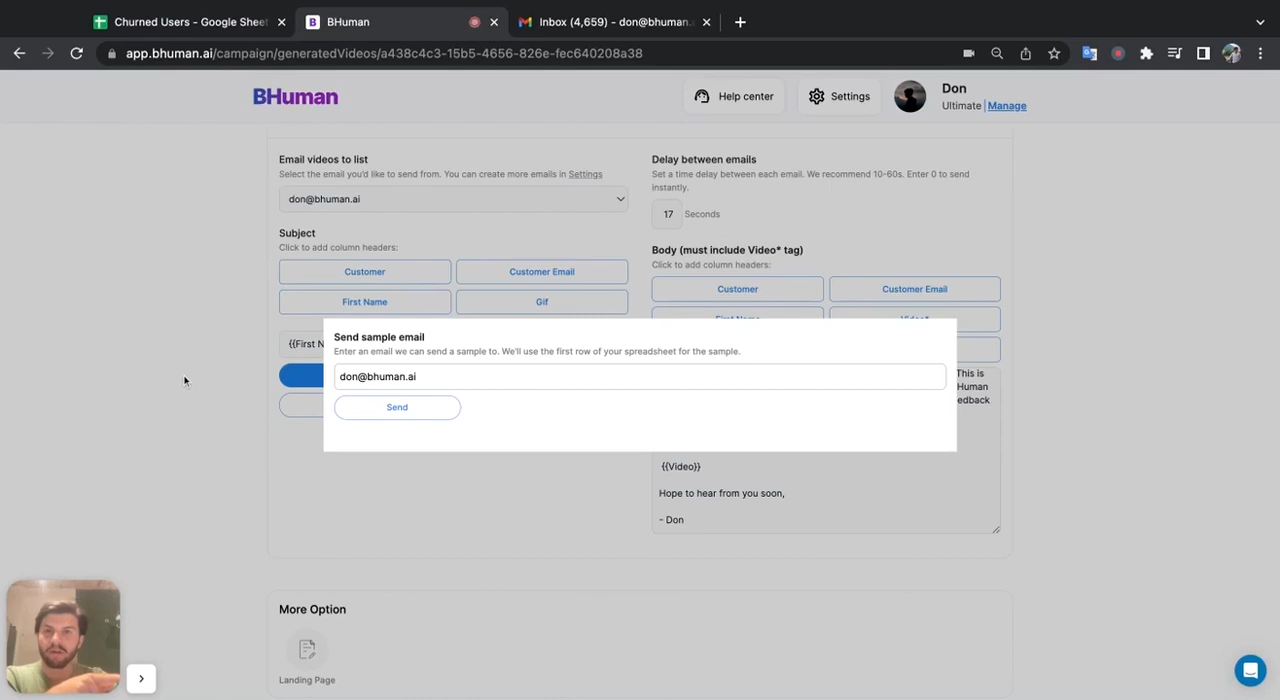 Churned Users - Google Sheet
BHuman
Inbox (4,659) - don@bhuman.
app.bhuman.ai/campaign/generatedVideos/a438c4c3-15b5-4656-826e-fec640208a38
BHuman
Help center
Settings
Don
Ultimate | Manage
Email videos to list
Select the email you'd like to send from. You can create more emails in Settings
don@bhuman.ai
Subject
Click to add column headers:
Customer
Customer Email
First Name
Gif
{{First N
Delay between emails
Set a time delay between each email. We recommend 10-60s. Enter 0 to send
instantly.
17 Seconds
Body (must include Video* tag)
Click to add column headers:
Customer
Customer Email
Send sample email
Enter an email we can send a sample to. We'll use the first row of your spreadsheet for the sample.
don@bhuman.ai
Send
This is
Human
edback
{{Video}}
Hope to hear from you soon,
- Don
More Option
Landing Page